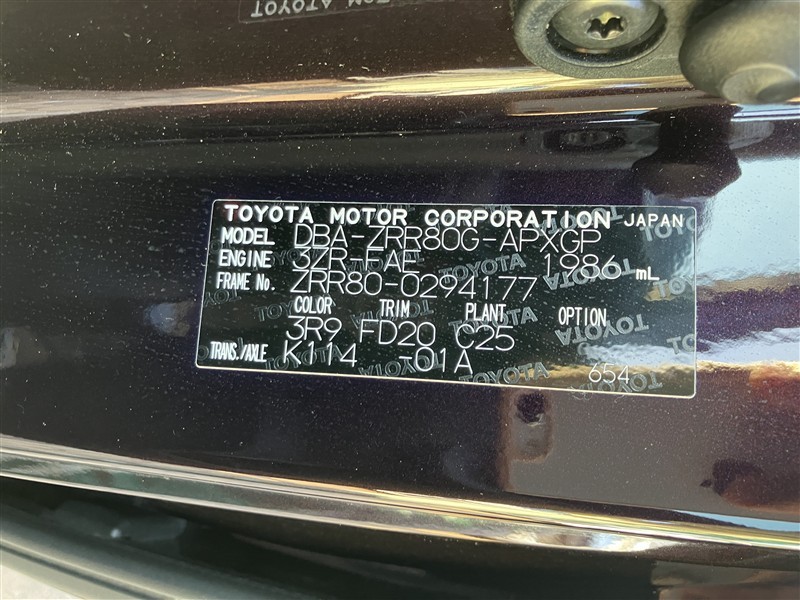 TOYOTA MOTOR CORPORATION JAPAN
MODEL DBA-ZRR80G-APXGP
ENGINE 3ZR-FAE 1986 mL
FRAME No. ZRR80-0294177
COLOR TRIM PLANT OPTION
3R9 FD20 C25
TRANS./AXLE K114 -01A
654